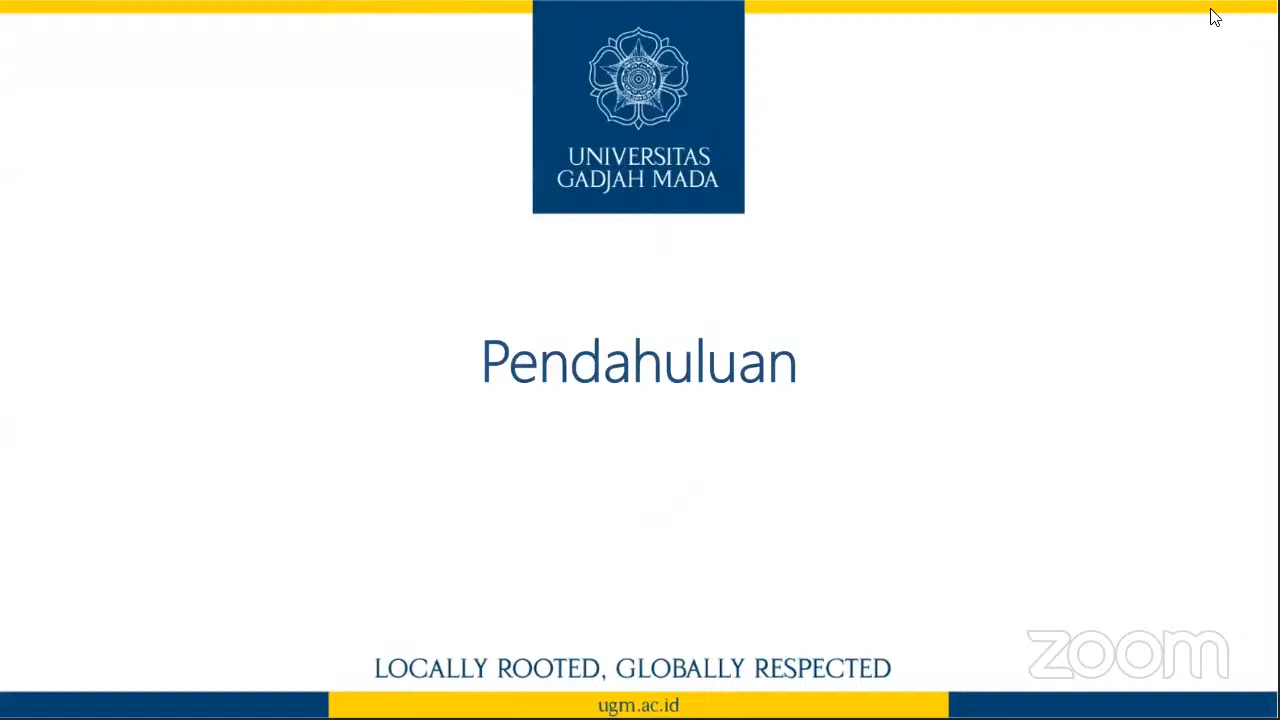 UNIVERSITAS
GADJAH MADA
Pendahuluan
zoom
LOCALLY ROOTED, GLOBALLY RESPECTED
ugm.ac.id